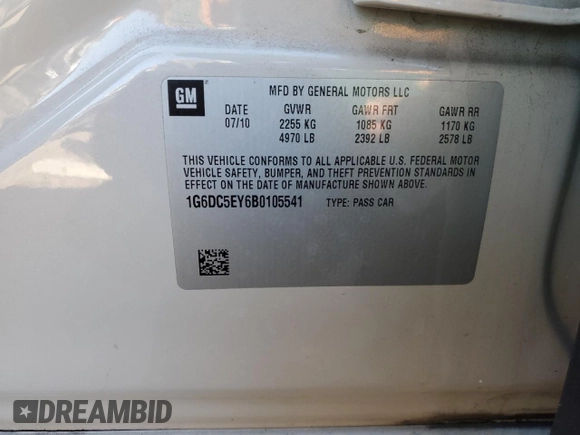 GM
MFD BY GENERAL MOTORS LLC
DATE GVWR GAWR FRT GAWR RR
07/10 2255 KG 1085 KG 1170 KG
4970 LB 2392 LB 2578 LB
THIS VEHICLE CONFORMS TO ALL APPLICABLE U.S. FEDERAL MOTOR
VEHICLE SAFETY, BUMPER, AND THEFT PREVENTION STANDARDS
IN EFFECT ON THE DATE OF MANUFACTURE SHOWN ABOVE.
1G6DC5EY6B0105541 TYPE: PASS CAR
DREAMBID